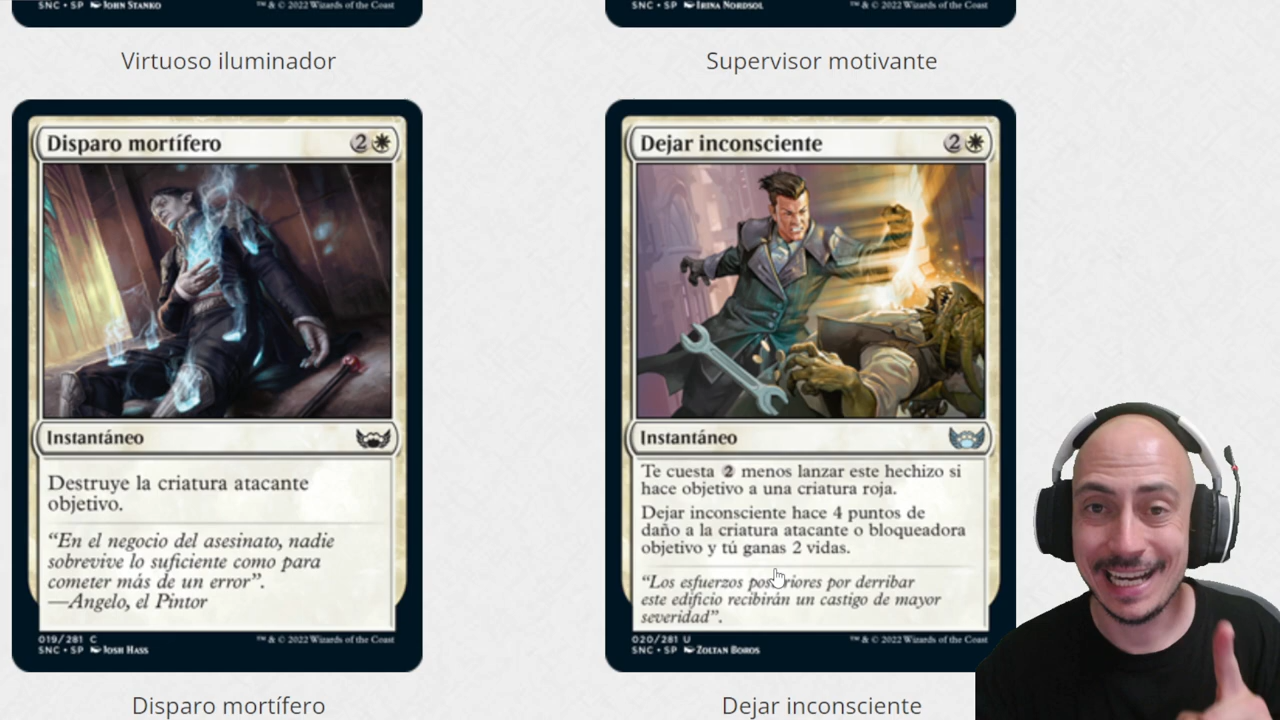 SNC • SP JOHN STANKO ™ & © 2022 Wizards of the Coast
SNC • SP IRINA NORDSOL ™ & © 2022 Wizards of the Coast
Virtuoso iluminador
Supervisor motivante
Disparo mortífero 2
Instantáneo
Destruye la criatura atacante
objetivo.
“En el negocio del asesinato, nadie
sobrevive lo suficiente como para
cometer más de un error”.
—Angelo, el Pintor
019/281 C
SNC • SP JOSH HASS ™ & © 2022 Wizards of the Coast
Disparo mortífero
Dejar inconsciente 2
Instantáneo
Te cuesta 2 menos lanzar este hechizo si
hace objetivo a una criatura roja.
Dejar inconsciente hace 4 puntos de
daño a la criatura atacante o bloqueadora
objetivo y tú ganas 2 vidas.
“Los esfuerzos posteriores por derribar
este edificio recibirán un castigo de mayor
severidad”.
020/281 U
SNC • SP ZOLTAN BOROS ™ & © 2022 Wizards of the Coast
Dejar inconsciente